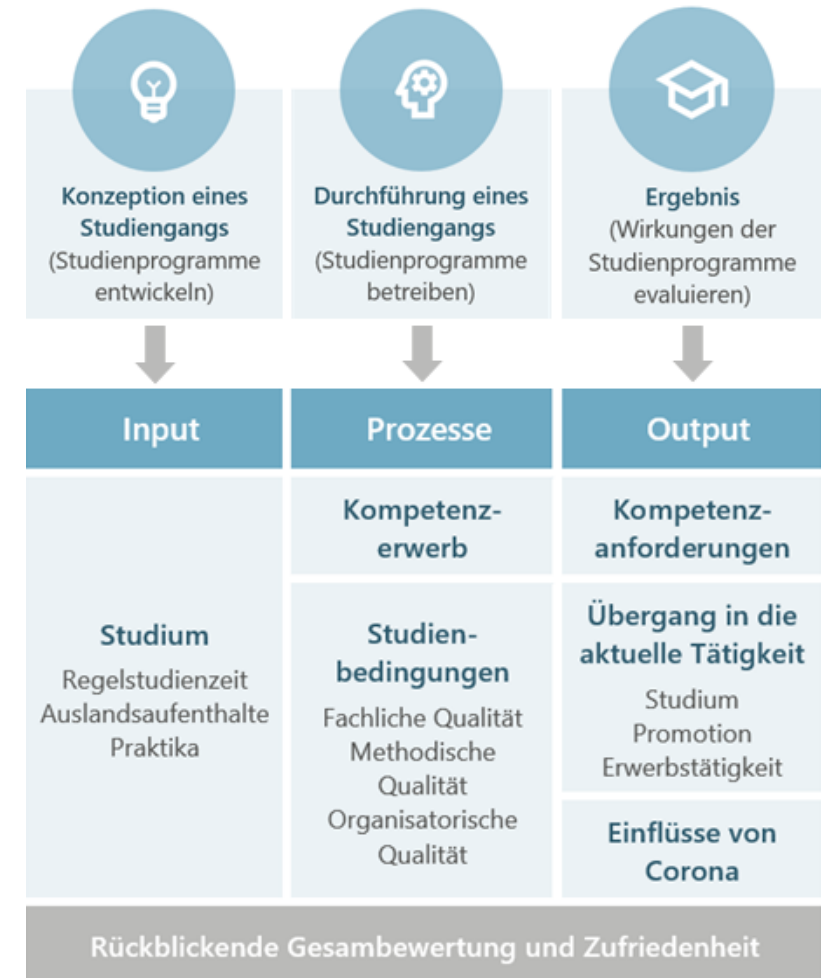 Konzeption eines
Studiengangs
(Studienprogramme
entwickeln)
Durchführung eines
Studiengangs
(Studienprogramme
betreiben)
Ergebnis
(Wirkungen der
Studienprogramme
evaluieren)
Input
Prozesse
Output
Studium
Regelstudienzeit
Auslandsaufenthalte
Praktika
Kompetenz-
erwerb
Studien-
bedingungen
Fachliche Qualität
Methodische
Qualität
Organisatorische
Qualität
Kompetenz-
anforderungen
Übergang in die
aktuelle Tätigkeit
Studium
Promotion
Erwerbstätigkeit
Einflüsse von
Corona
Rückblickende Gesambewertung und Zufriedenheit